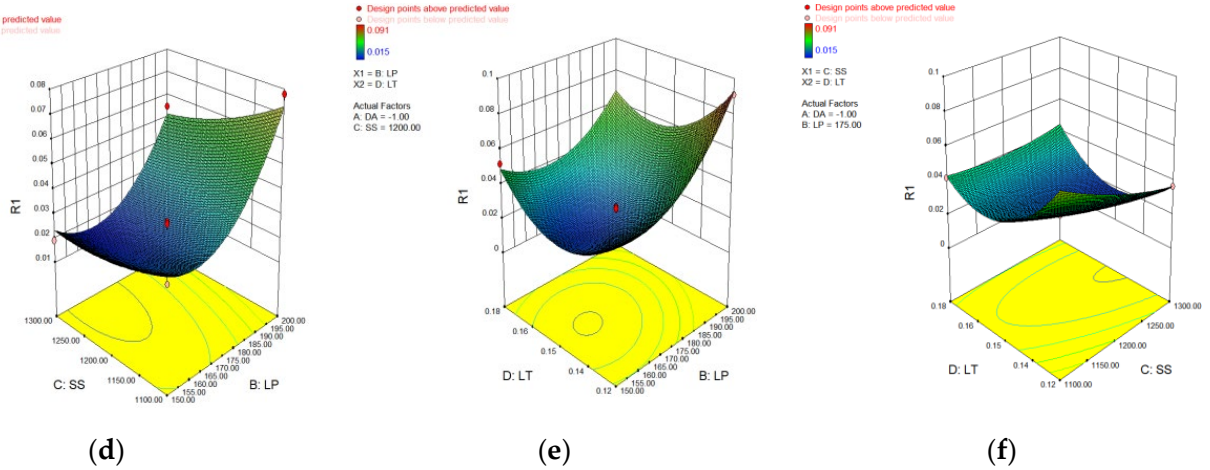 predicted value
predicted value
0.08
0.07
0.06
0.05
0.04
0.03
0.02
0.01
R1
1300.00
1250.00
1200.00
1150.00
1100.00
C: SS
200.00
195.00
190.00
185.00
180.00
175.00
170.00
165.00
160.00
155.00
150.00
B: LP
(d)
Design points above predicted value
Design points below predicted value
0.091
0.015
X1 = B: LP
X2 = D: LT
Actual Factors
A: DA = -1.00
C: SS = 1200.00
0.1
0.08
0.06
0.04
0.02
0
R1
0.18
0.16
0.15
0.14
0.12
D: LT
200.00
195.00
190.00
185.00
180.00
175.00
170.00
165.00
160.00
155.00
150.00
B: LP
(e)
Design points above predicted value
Design points below predicted value
0.091
0.015
X1 = C: SS
X2 = D: LT
Actual Factors
A: DA = -1.00
B: LP = 175.00
0.1
0.08
0.06
0.04
0.02
0
R1
0.18
0.16
0.15
0.14
0.12
D: LT
1300.00
1250.00
1200.00
1150.00
1100.00
C: SS
(f)